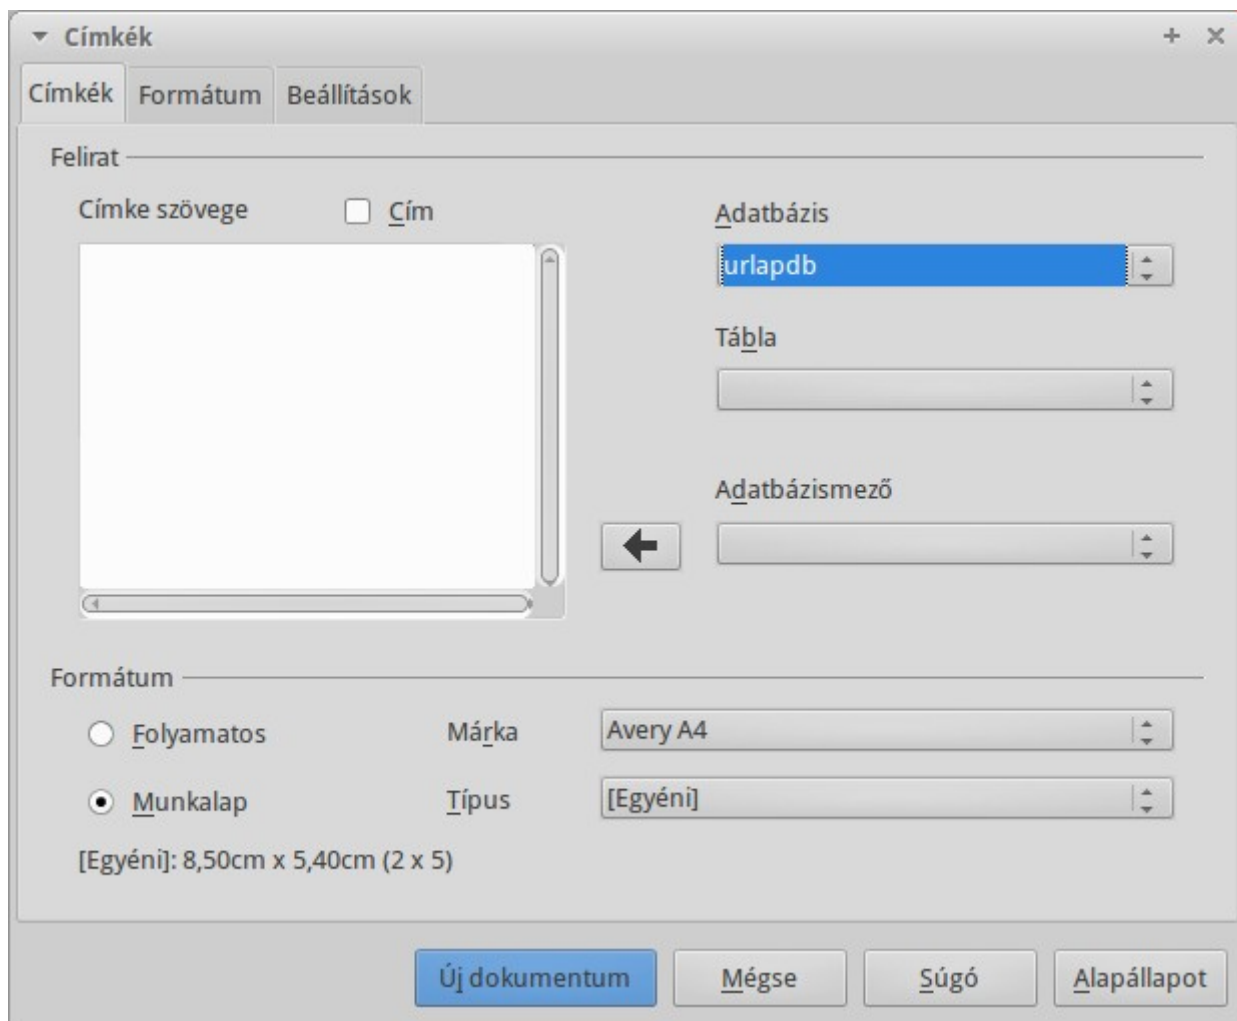 Címkék
Címkék Formátum Beállítások
Felirat
Címke szövege Cím
Adatbázis
urlapdb
Tábla
Adatbázismező
Formátum
Folyamatos Márka Avery A4
Munkalap Típus [Egyéni]
[Egyéni]: 8,50cm x 5,40cm (2 x 5)
Új dokumentum Mégse Súgó Alapállapot